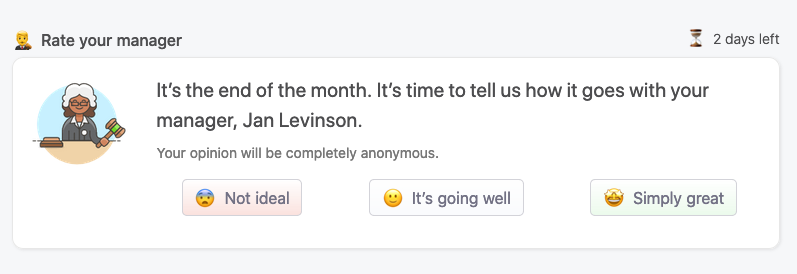 Rate your manager
2 days left
It’s the end of the month. It’s time to tell us how it goes with your
manager, Jan Levinson.
Your opinion will be completely anonymous.
Not ideal
It’s going well
Simply great